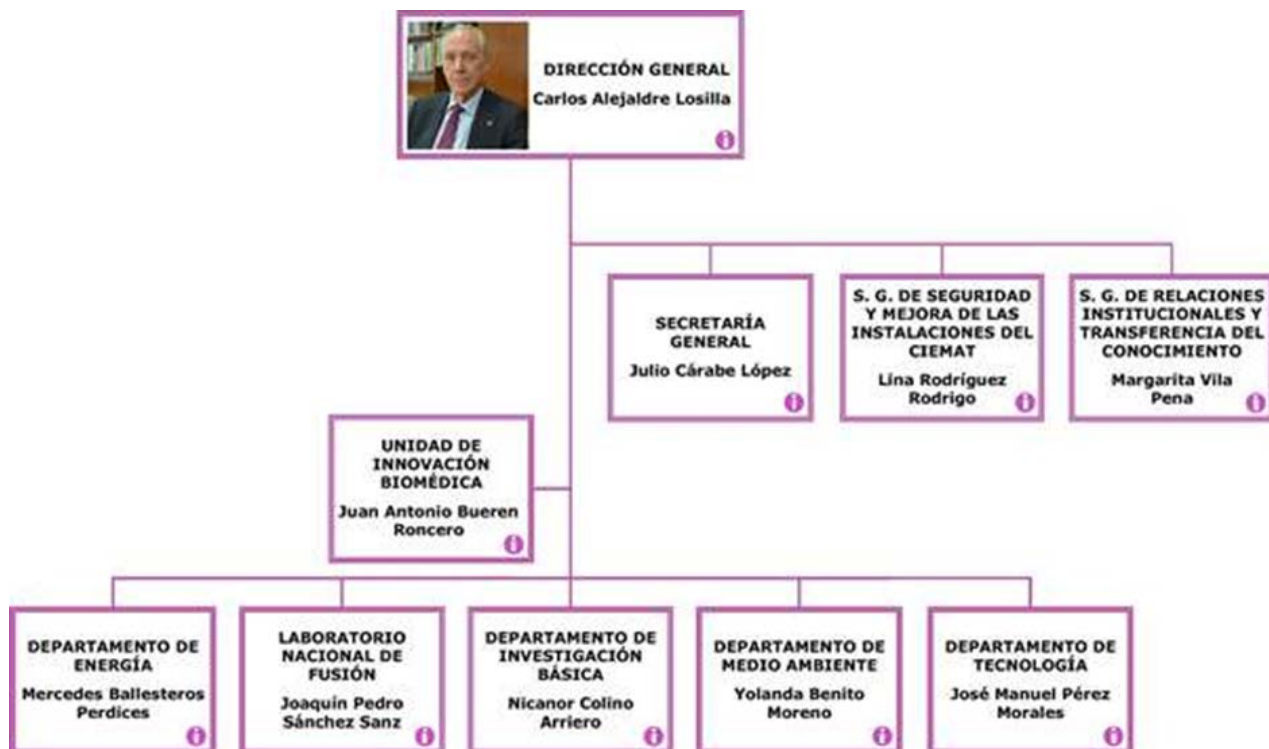 DIRECCIÓN GENERAL
Carlos Alejaldre Losilla
SECRETARÍA
GENERAL
Julio Cárabe López
S. G. DE SEGURIDAD
Y MEJORA DE LAS
INSTALACIONES DEL
CIEMAT
Lina Rodríguez
Rodrigo
S. G. DE RELACIONES
INSTITUCIONALES Y
TRANSFERENCIA DEL
CONOCIMIENTO
Margarita Vila
Pena
UNIDAD DE
INNOVACIÓN
BIOMÉDICA
Juan Antonio Bueren
Roncero
DEPARTAMENTO DE
ENERGÍA
Mercedes Ballesteros
Perdices
LABORATORIO
NACIONAL DE
FUSIÓN
Joaquín Pedro
Sánchez Sanz
DEPARTAMENTO DE
INVESTIGACIÓN
BÁSICA
Nicanor Colino
Arriero
DEPARTAMENTO DE
MEDIO AMBIENTE
Yolanda Benito
Moreno
DEPARTAMENTO DE
TECNOLOGÍA
José Manuel Pérez
Morales